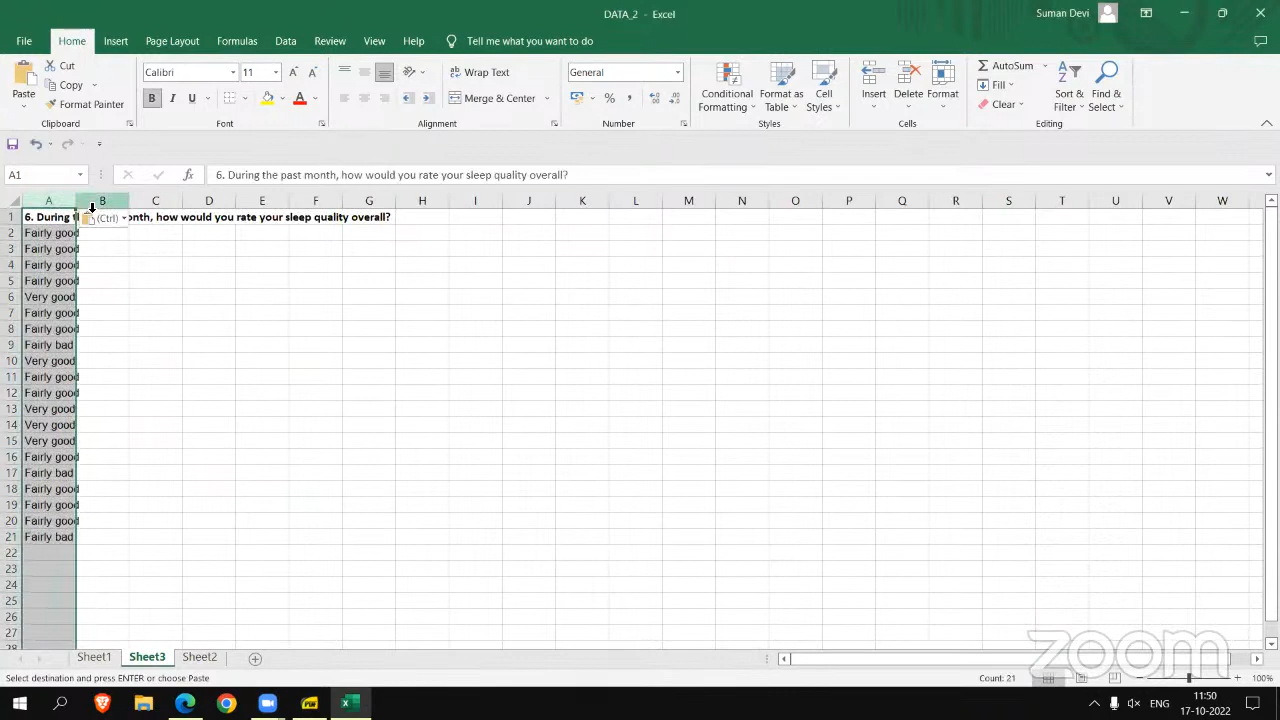 DATA_2 - Excel
Suman Devi
File Home Insert Page Layout Formulas Data Review View Help Tell me what you want to do
Paste Cut Copy Format Painter
Calibri 11
B I U A
Wrap Text
Merge & Center
General
%
Conditional Formatting
Format as Table
Cell Styles
Insert Delete Format
AutoSum
Fill
Clear
Sort & Filter
Find & Select
Clipboard Font Alignment Number Styles Cells Editing
A1 fx 6. During the past month, how would you rate your sleep quality overall?
A B C D E F G H I J K L M N O P Q R S T U V W
1 6. During th (Ctrl) onth, how would you rate your sleep quality overall?
2 Fairly good
3 Fairly good
4 Fairly good
5 Fairly good
6 Very good
7 Fairly good
8 Fairly good
9 Fairly bad
10 Very good
11 Fairly good
12 Fairly good
13 Very good
14 Very good
15 Very good
16 Fairly good
17 Fairly bad
18 Fairly good
19 Fairly good
20 Fairly good
21 Fairly bad
22
23
24
25
26
27
28
zoom
Sheet1 Sheet3 Sheet2
Select destination and press ENTER or choose Paste Count: 21 100%
ENG 11:50
17-10-2022